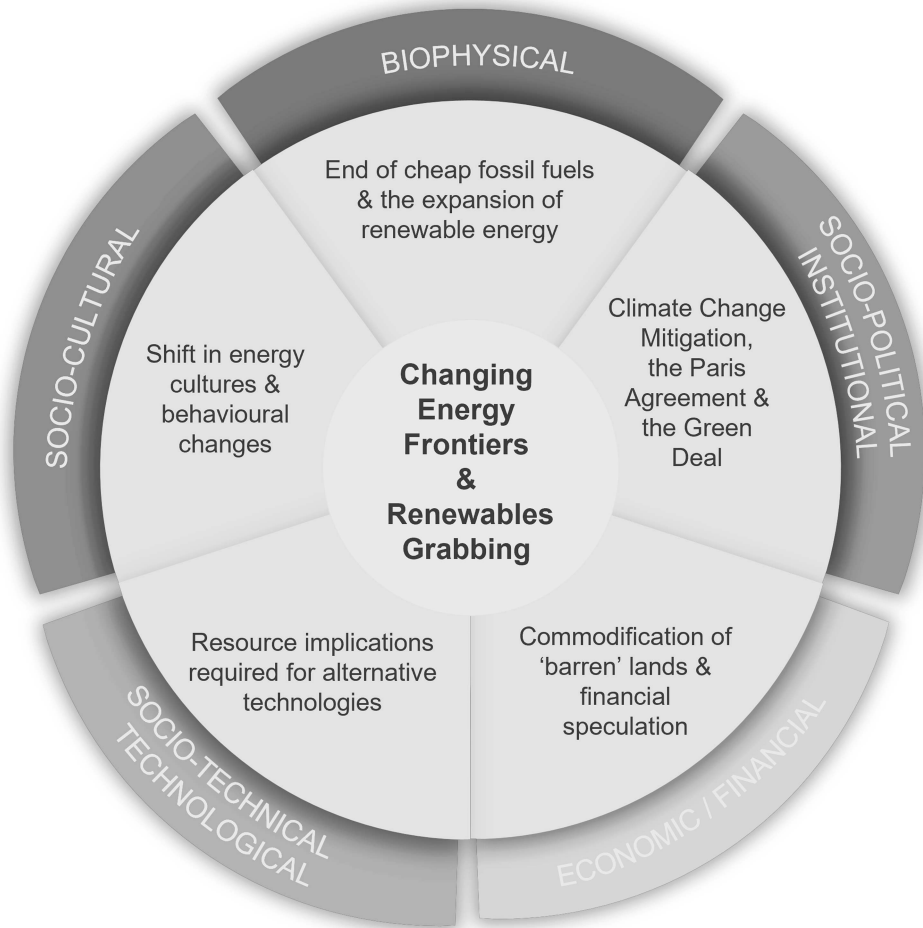 BIOPHYSICAL
End of cheap fossil fuels
& the expansion of
renewable energy
SOCIO-POLITICAL
INSTITUTIONAL
Climate Change
Mitigation,
the Paris
Agreement &
the Green
Deal
ECONOMIC / FINANCIAL
Commodification of
‘barren’ lands &
financial
speculation
SOCIO-TECHNICAL
TECHNOLOGICAL
Resource implications
required for alternative
technologies
SOCIO-CULTURAL
Shift in energy
cultures &
behavioural
changes
Changing
Energy
Frontiers
&
Renewables
Grabbing